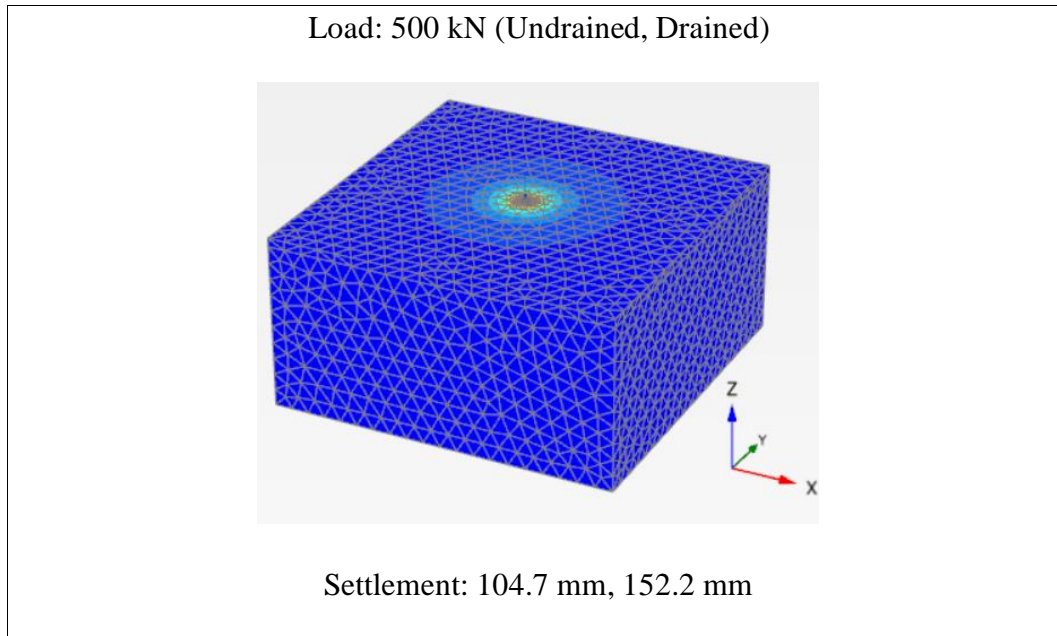 Load: 500 kN (Undrained, Drained)
Z
Y
X
Settlement: 104.7 mm, 152.2 mm